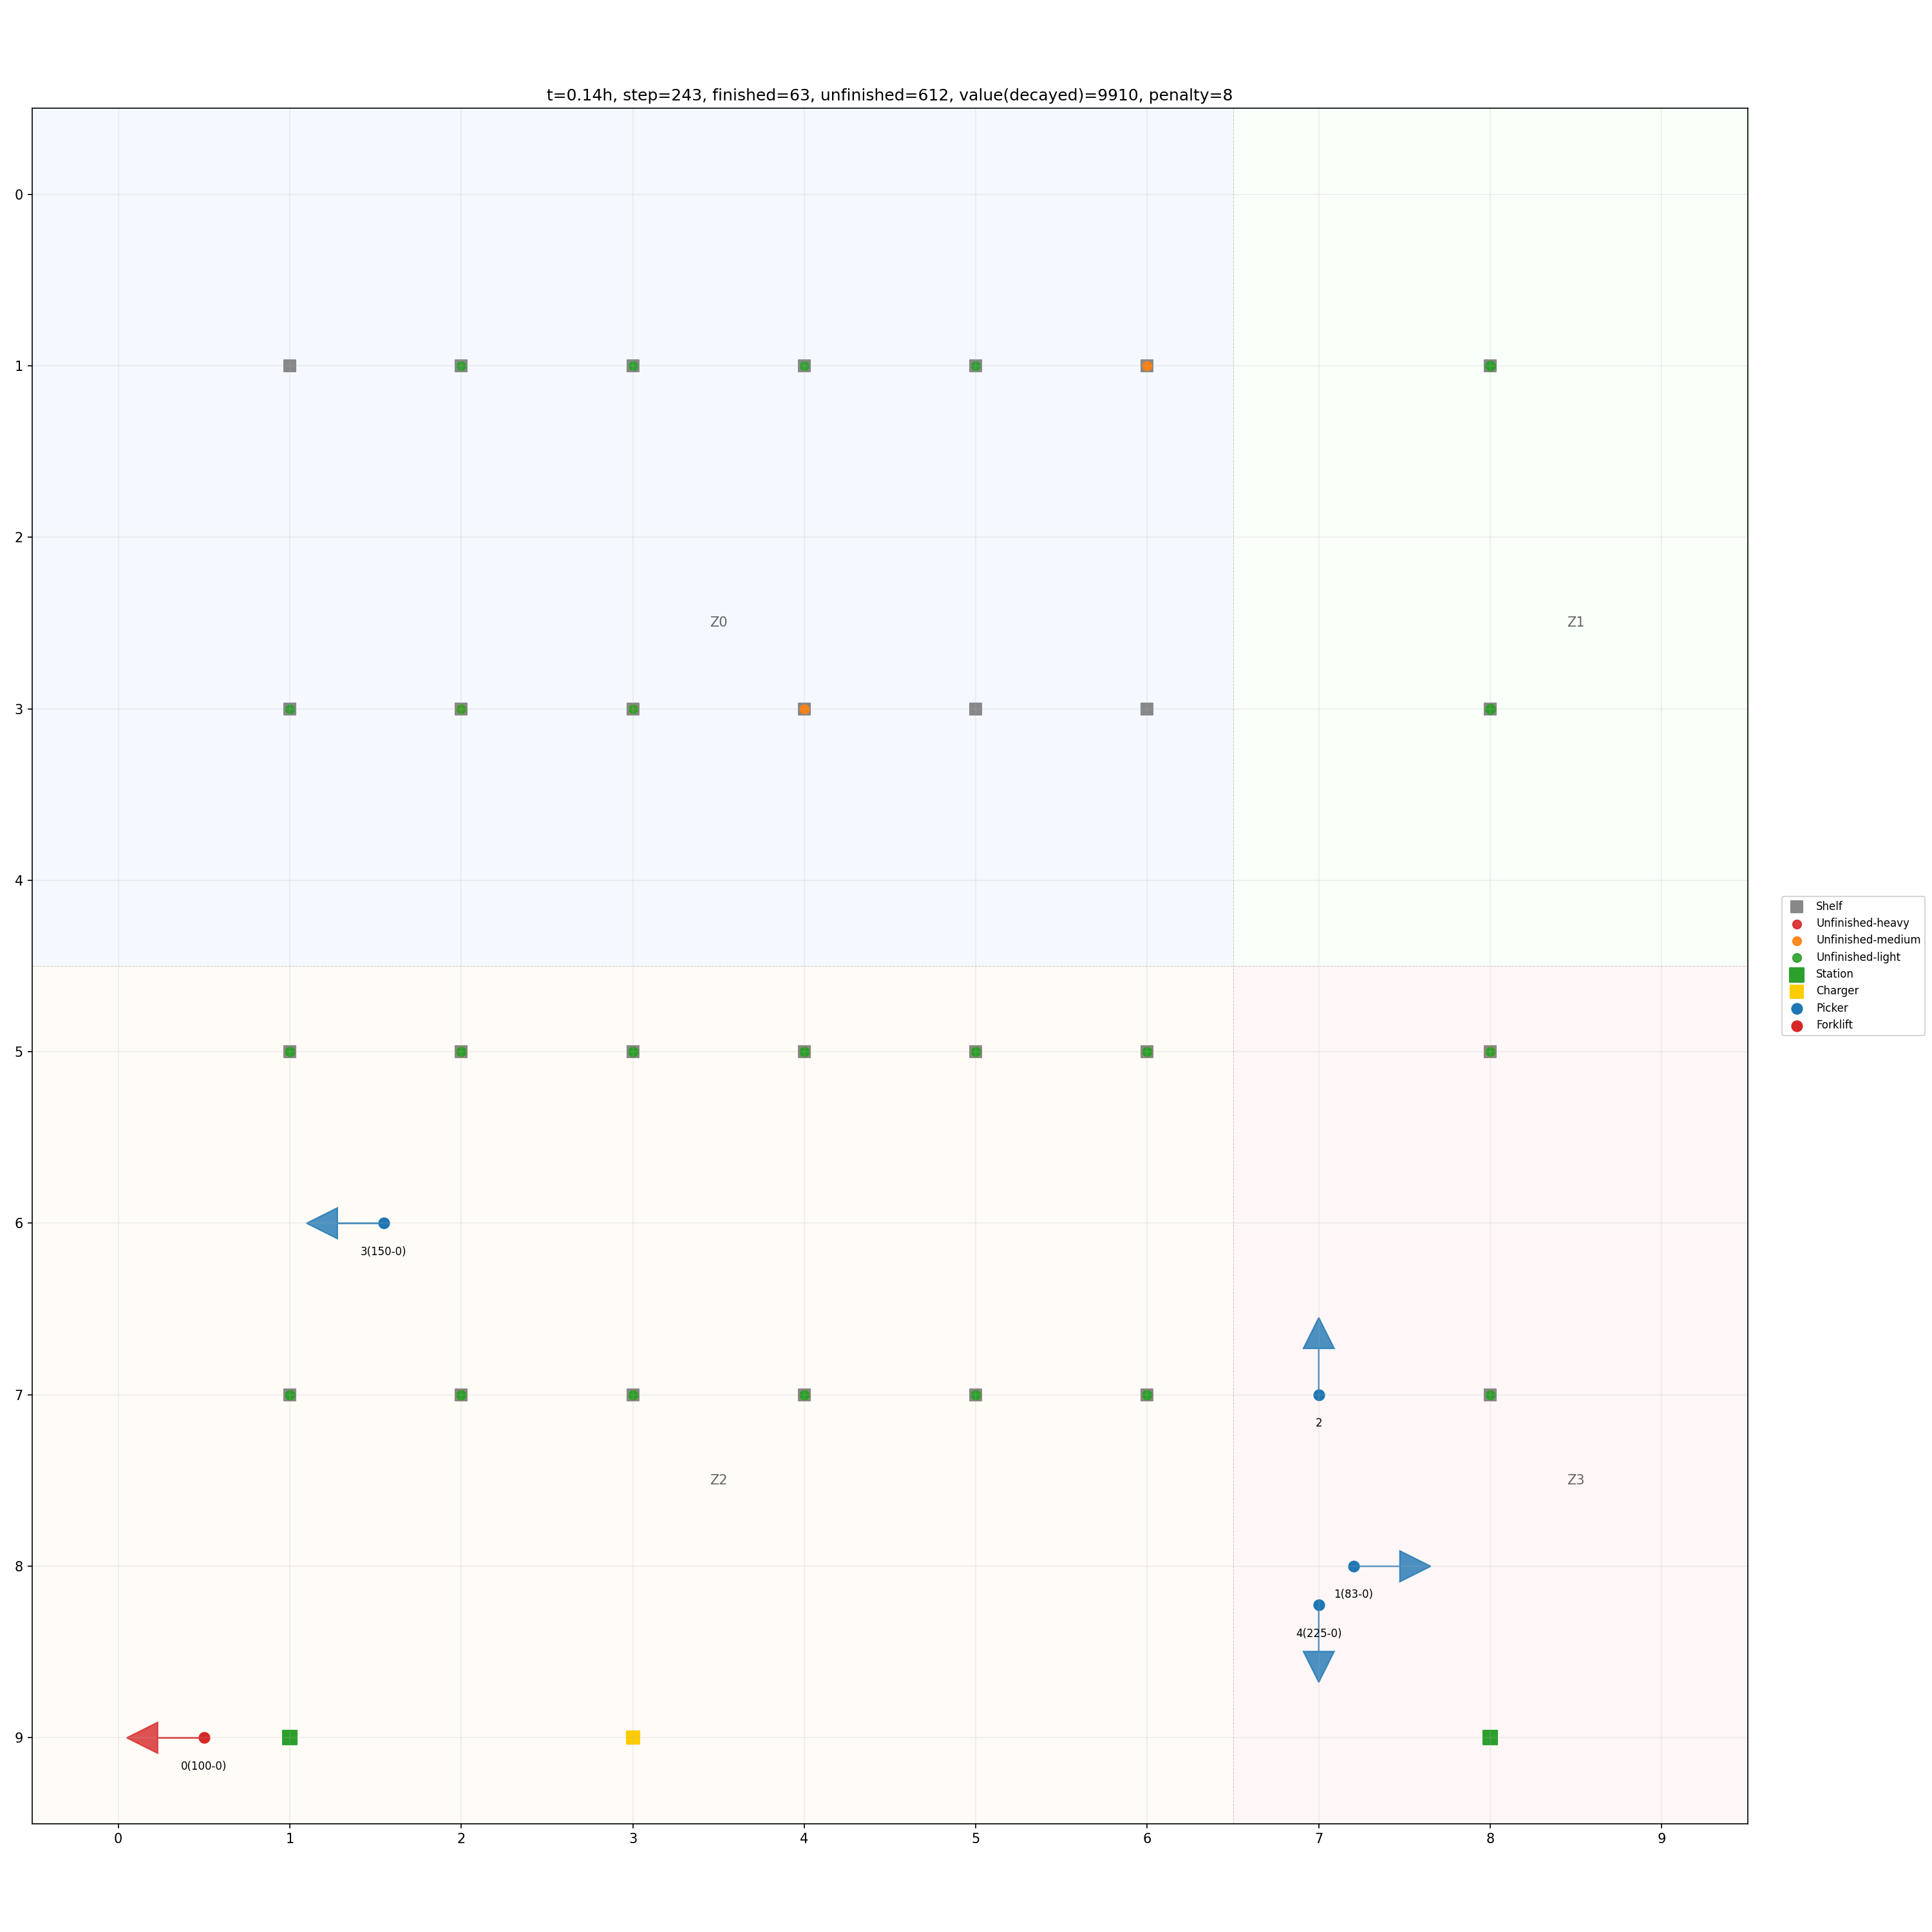 t=0.14h, step=243, finished=63, unfinished=612, value(decayed)=9910, penalty=8
0
1
2
Z0
Z1
3
4
Shelf
Unfinished-heavy
Unfinished-medium
Unfinished-light
Station
Charger
Picker
Forklift
5
6
3(150-0)
7
2
Z2
Z3
8
1(83-0)
4(225-0)
9
0(100-0)
0 1 2 3 4 5 6 7 8 9